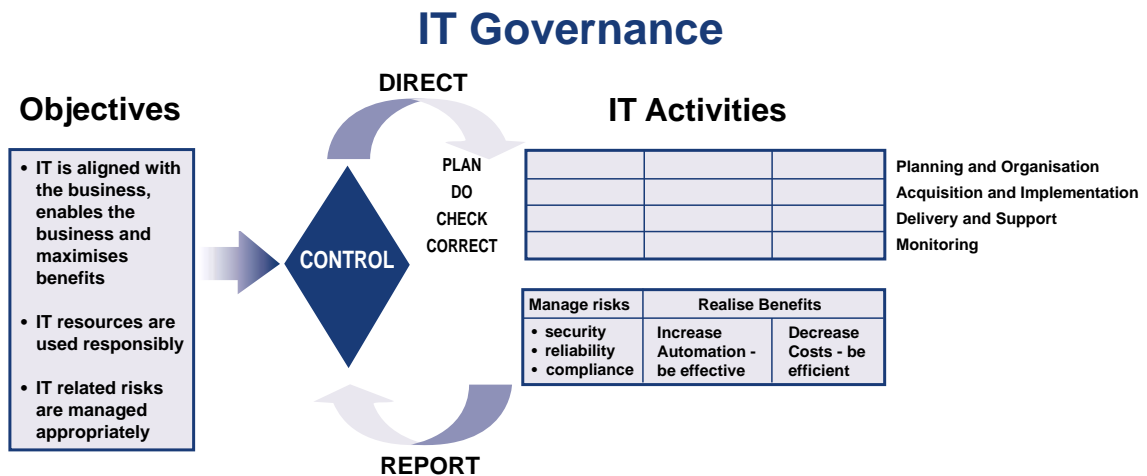 IT Governance
DIRECT
Objectives
IT Activities
• IT is aligned with
the business,
enables the
business and
maximises
benefits
• IT resources are
used responsibly
• IT related risks
are managed
appropriately
CONTROL
PLAN
DO
CHECK
CORRECT
Planning and Organisation
Acquisition and Implementation
Delivery and Support
Monitoring
Manage risks
• security
• reliability
• compliance
Realise Benefits
Increase
Automation -
be effective
Decrease
Costs - be
efficient
REPORT